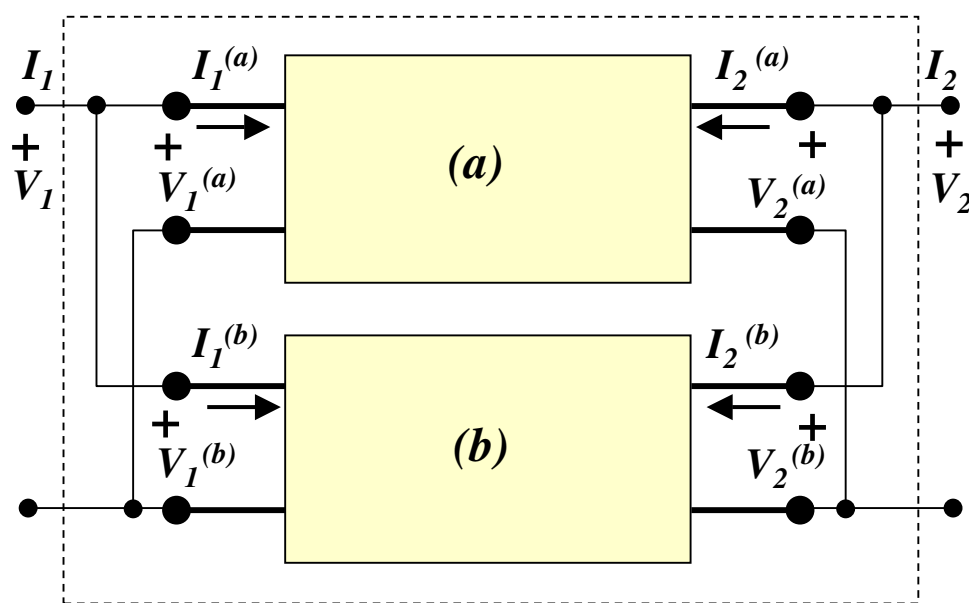 I₁ I₁⁽ᵃ⁾ I₂⁽ᵃ⁾ I₂
+ + + +
V₁ V₁⁽ᵃ⁾ (a) V₂⁽ᵃ⁾ V₂
I₁⁽ᵇ⁾ I₂⁽ᵇ⁾
+ +
V₁⁽ᵇ⁾ (b) V₂⁽ᵇ⁾